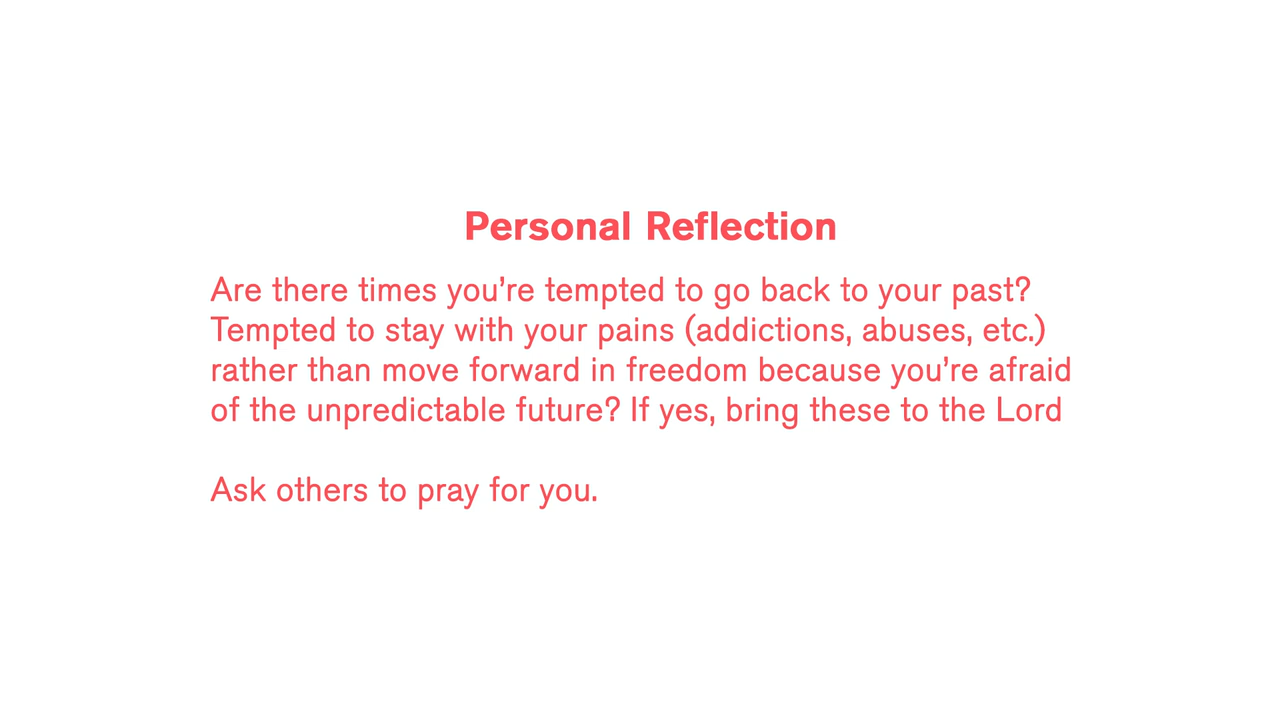 Personal Reflection
Are there times you’re tempted to go back to your past?
Tempted to stay with your pains (addictions, abuses, etc.)
rather than move forward in freedom because you’re afraid
of the unpredictable future? If yes, bring these to the Lord
Ask others to pray for you.